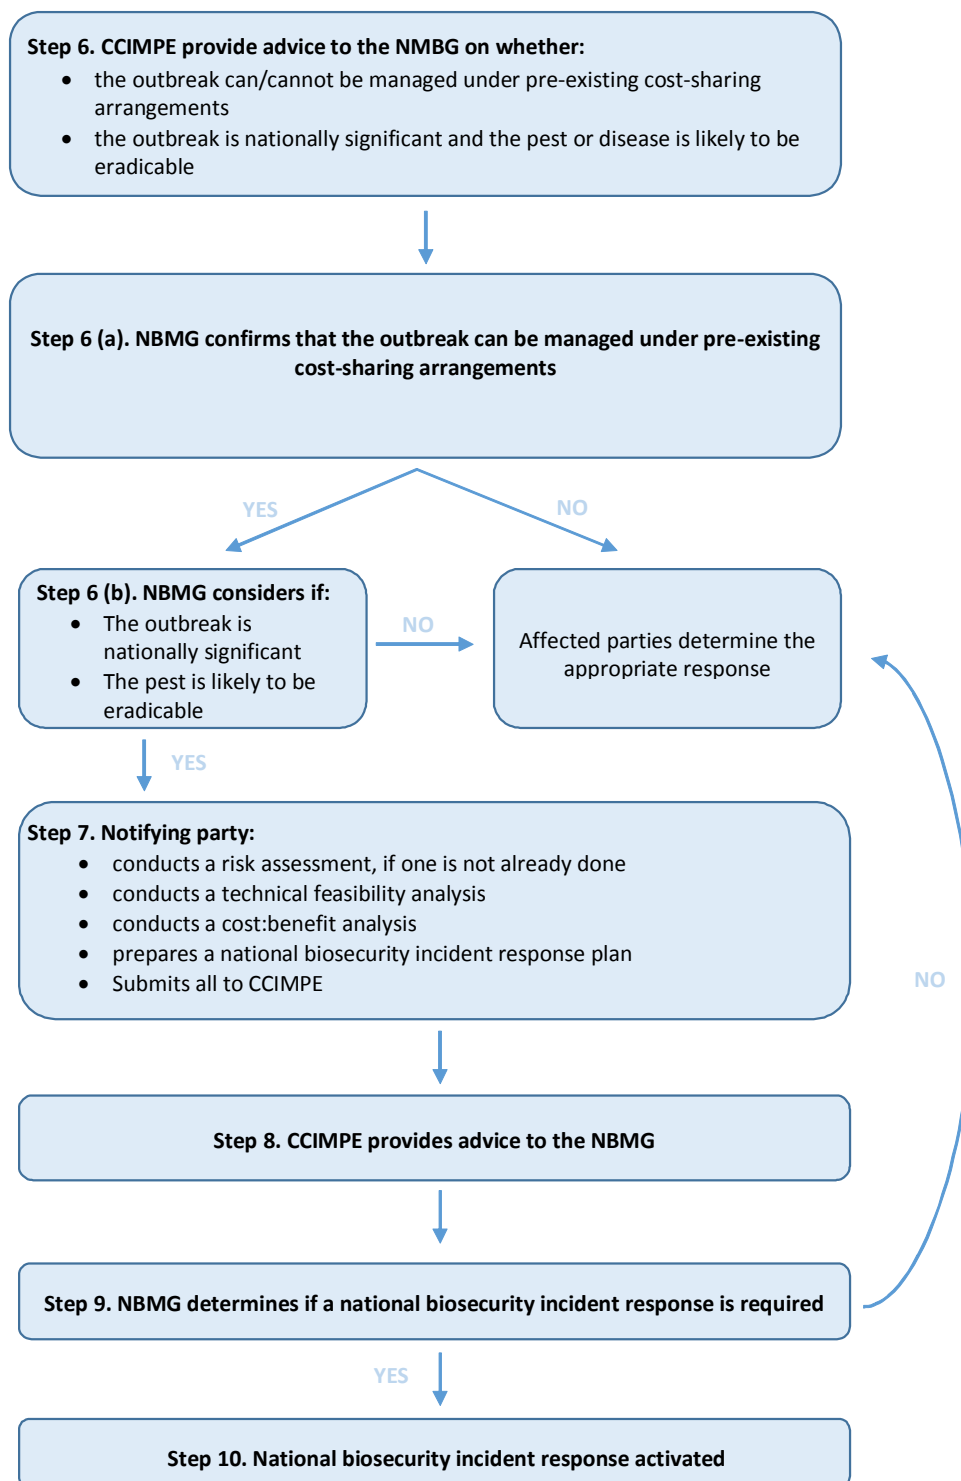 Step 6. CCIMPE provide advice to the NMBG on whether:
• the outbreak can/cannot be managed under pre-existing cost-sharing
arrangements
• the outbreak is nationally significant and the pest or disease is likely to be
eradicable
Step 6 (a). NBMG confirms that the outbreak can be managed under pre-existing
cost-sharing arrangements
YES
NO
Step 6 (b). NBMG considers if:
• The outbreak is
nationally significant
• The pest is likely to be
eradicable
NO
Affected parties determine the
appropriate response
YES
Step 7. Notifying party:
• conducts a risk assessment, if one is not already done
• conducts a technical feasibility analysis
• conducts a cost:benefit analysis
• prepares a national biosecurity incident response plan
• Submits all to CCIMPE
NO
Step 8. CCIMPE provides advice to the NBMG
Step 9. NBMG determines if a national biosecurity incident response is required
YES
Step 10. National biosecurity incident response activated